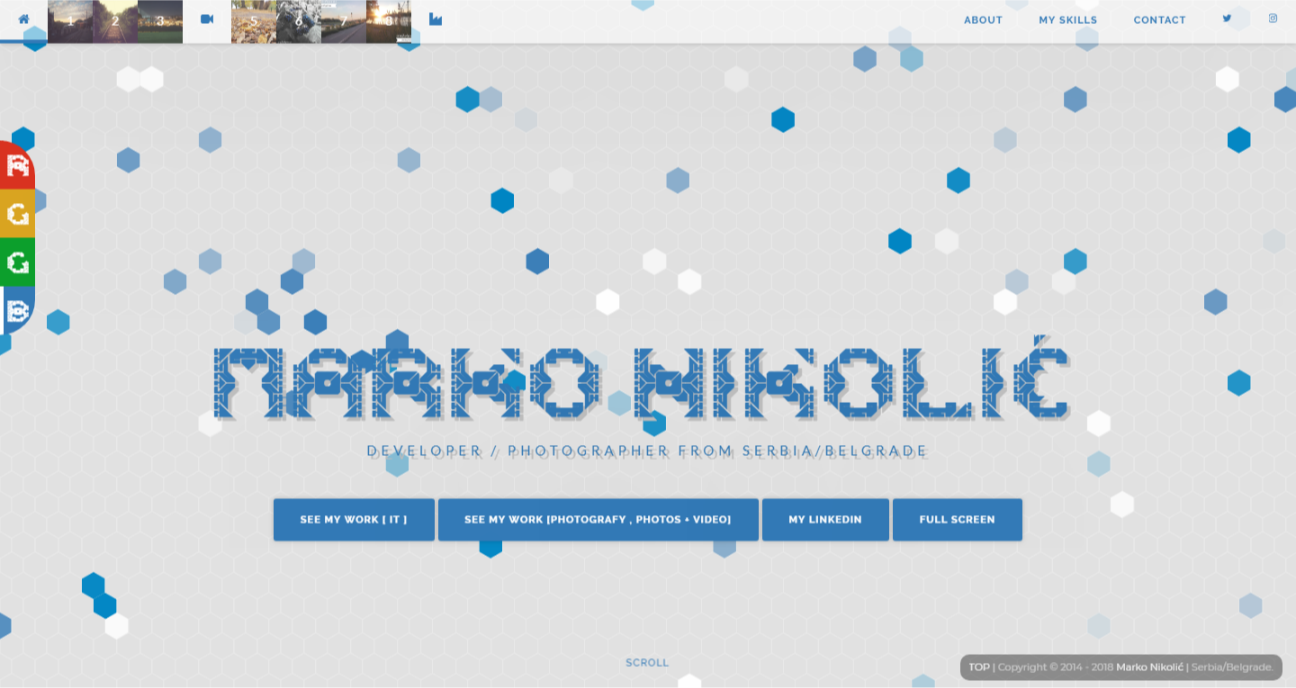 1 2 3 5 6 7 8 ABOUT MY SKILLS CONTACT
R
G
G
B
MARKO NIKOLIĆ
DEVELOPER / PHOTOGRAPHER FROM SERBIA/BELGRADE
SEE MY WORK [ IT ] SEE MY WORK [PHOTOGRAFY , PHOTOS + VIDEO] MY LINKEDIN FULL SCREEN
SCROLL
TOP | Copyright © 2014 - 2018 Marko Nikolić | Serbia/Belgrade.